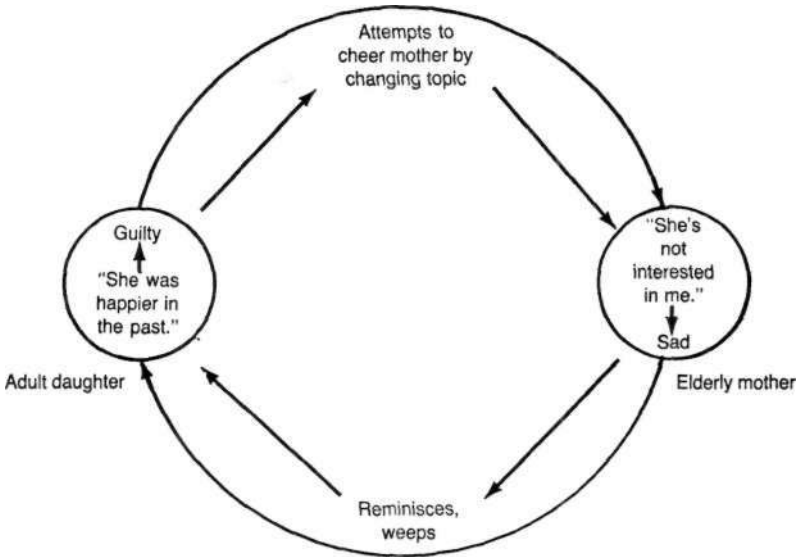 Attempts to
cheer mother by
changing topic
Guilty
"She was
happier in
the past."
Adult daughter
"She's
not
interested
in me."
Sad
Elderly mother
Reminisces,
weeps